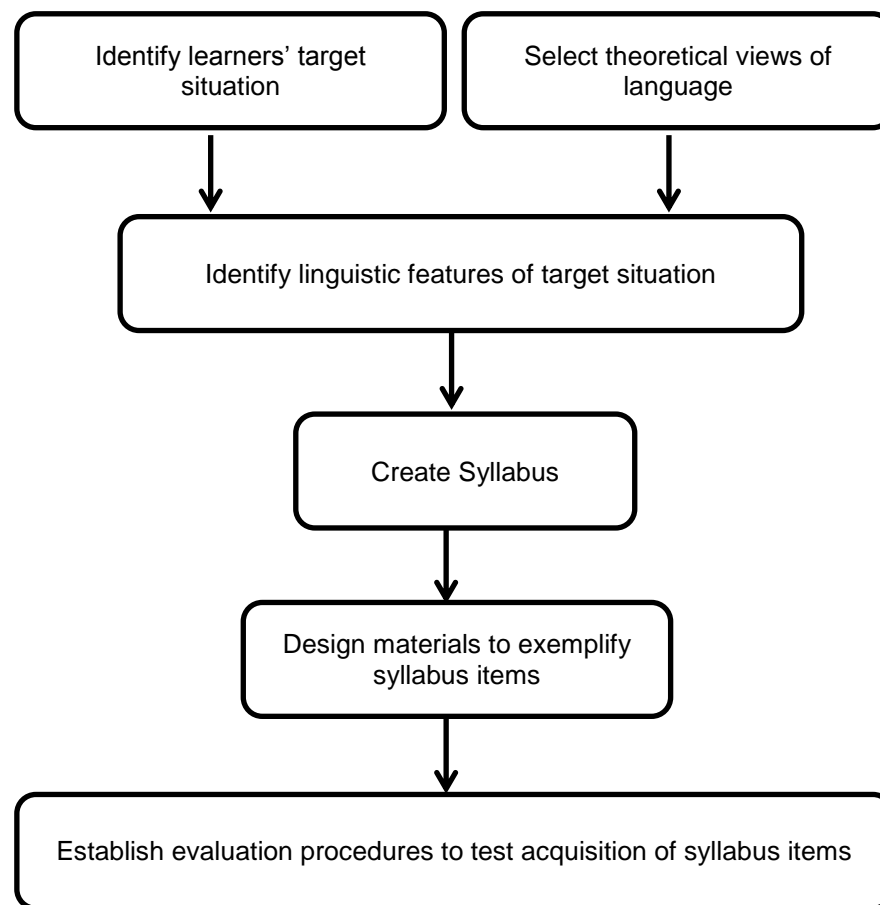 Identify learners’ target
situation
Select theoretical views of
language
Identify linguistic features of target situation
Create Syllabus
Design materials to exemplify
syllabus items
Establish evaluation procedures to test acquisition of syllabus items